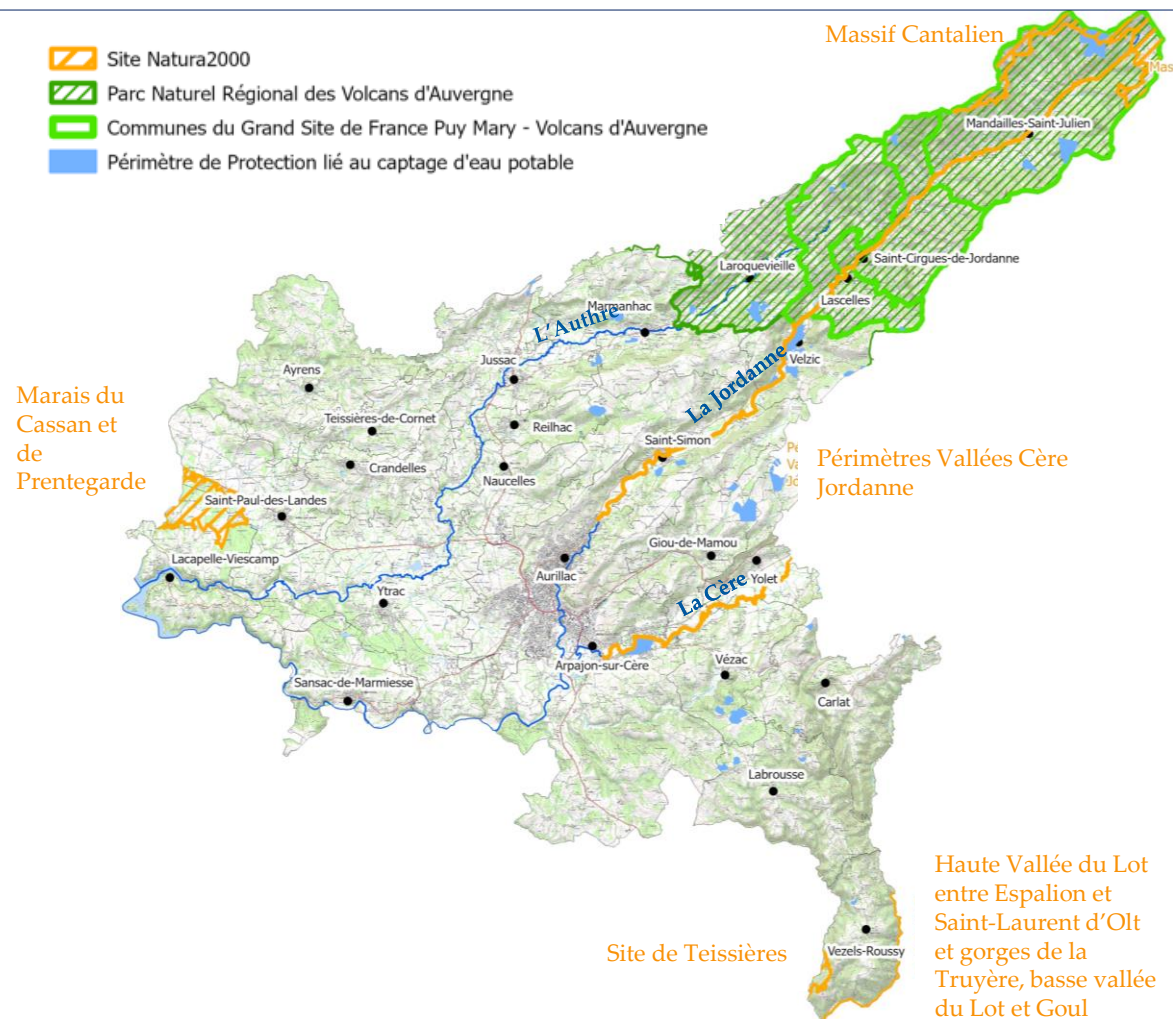 Massif Cantalien
Site Natura2000
Parc Naturel Régional des Volcans d'Auvergne
Communes du Grand Site de France Puy Mary - Volcans d'Auvergne
Périmètre de Protection lié au captage d'eau potable
Mas
Mandailles-Saint-Julien
Saint-Cirgues-de-Jordanne
Laroquevieille
Lascelles
Marmanhac
L'Authre
Velzic
Jussac
La Jordanne
Ayrens
Marais du
Cassan et
de
Prentegarde
Teissières-de-Cornet
Reilhac
Saint-Simon
Crandelles
Naucelles
Pé
Va
Jo
Périmètres Vallées Cère
Jordanne
Saint-Paul-des-Landes
Giou-de-Mamou
Lacapelle-Viescamp
Aurillac
Yolet
La Cère
Ytrac
Arpajon-sur-Cère
Vézac
Sansac-de-Marmiesse
Carlat
Labrousse
Haute Vallée du Lot
entre Espalion et
Saint-Laurent d'Olt
et gorges de la
Truyère, basse vallée
du Lot et Goul
Site de Teissières
Vezels-Roussy